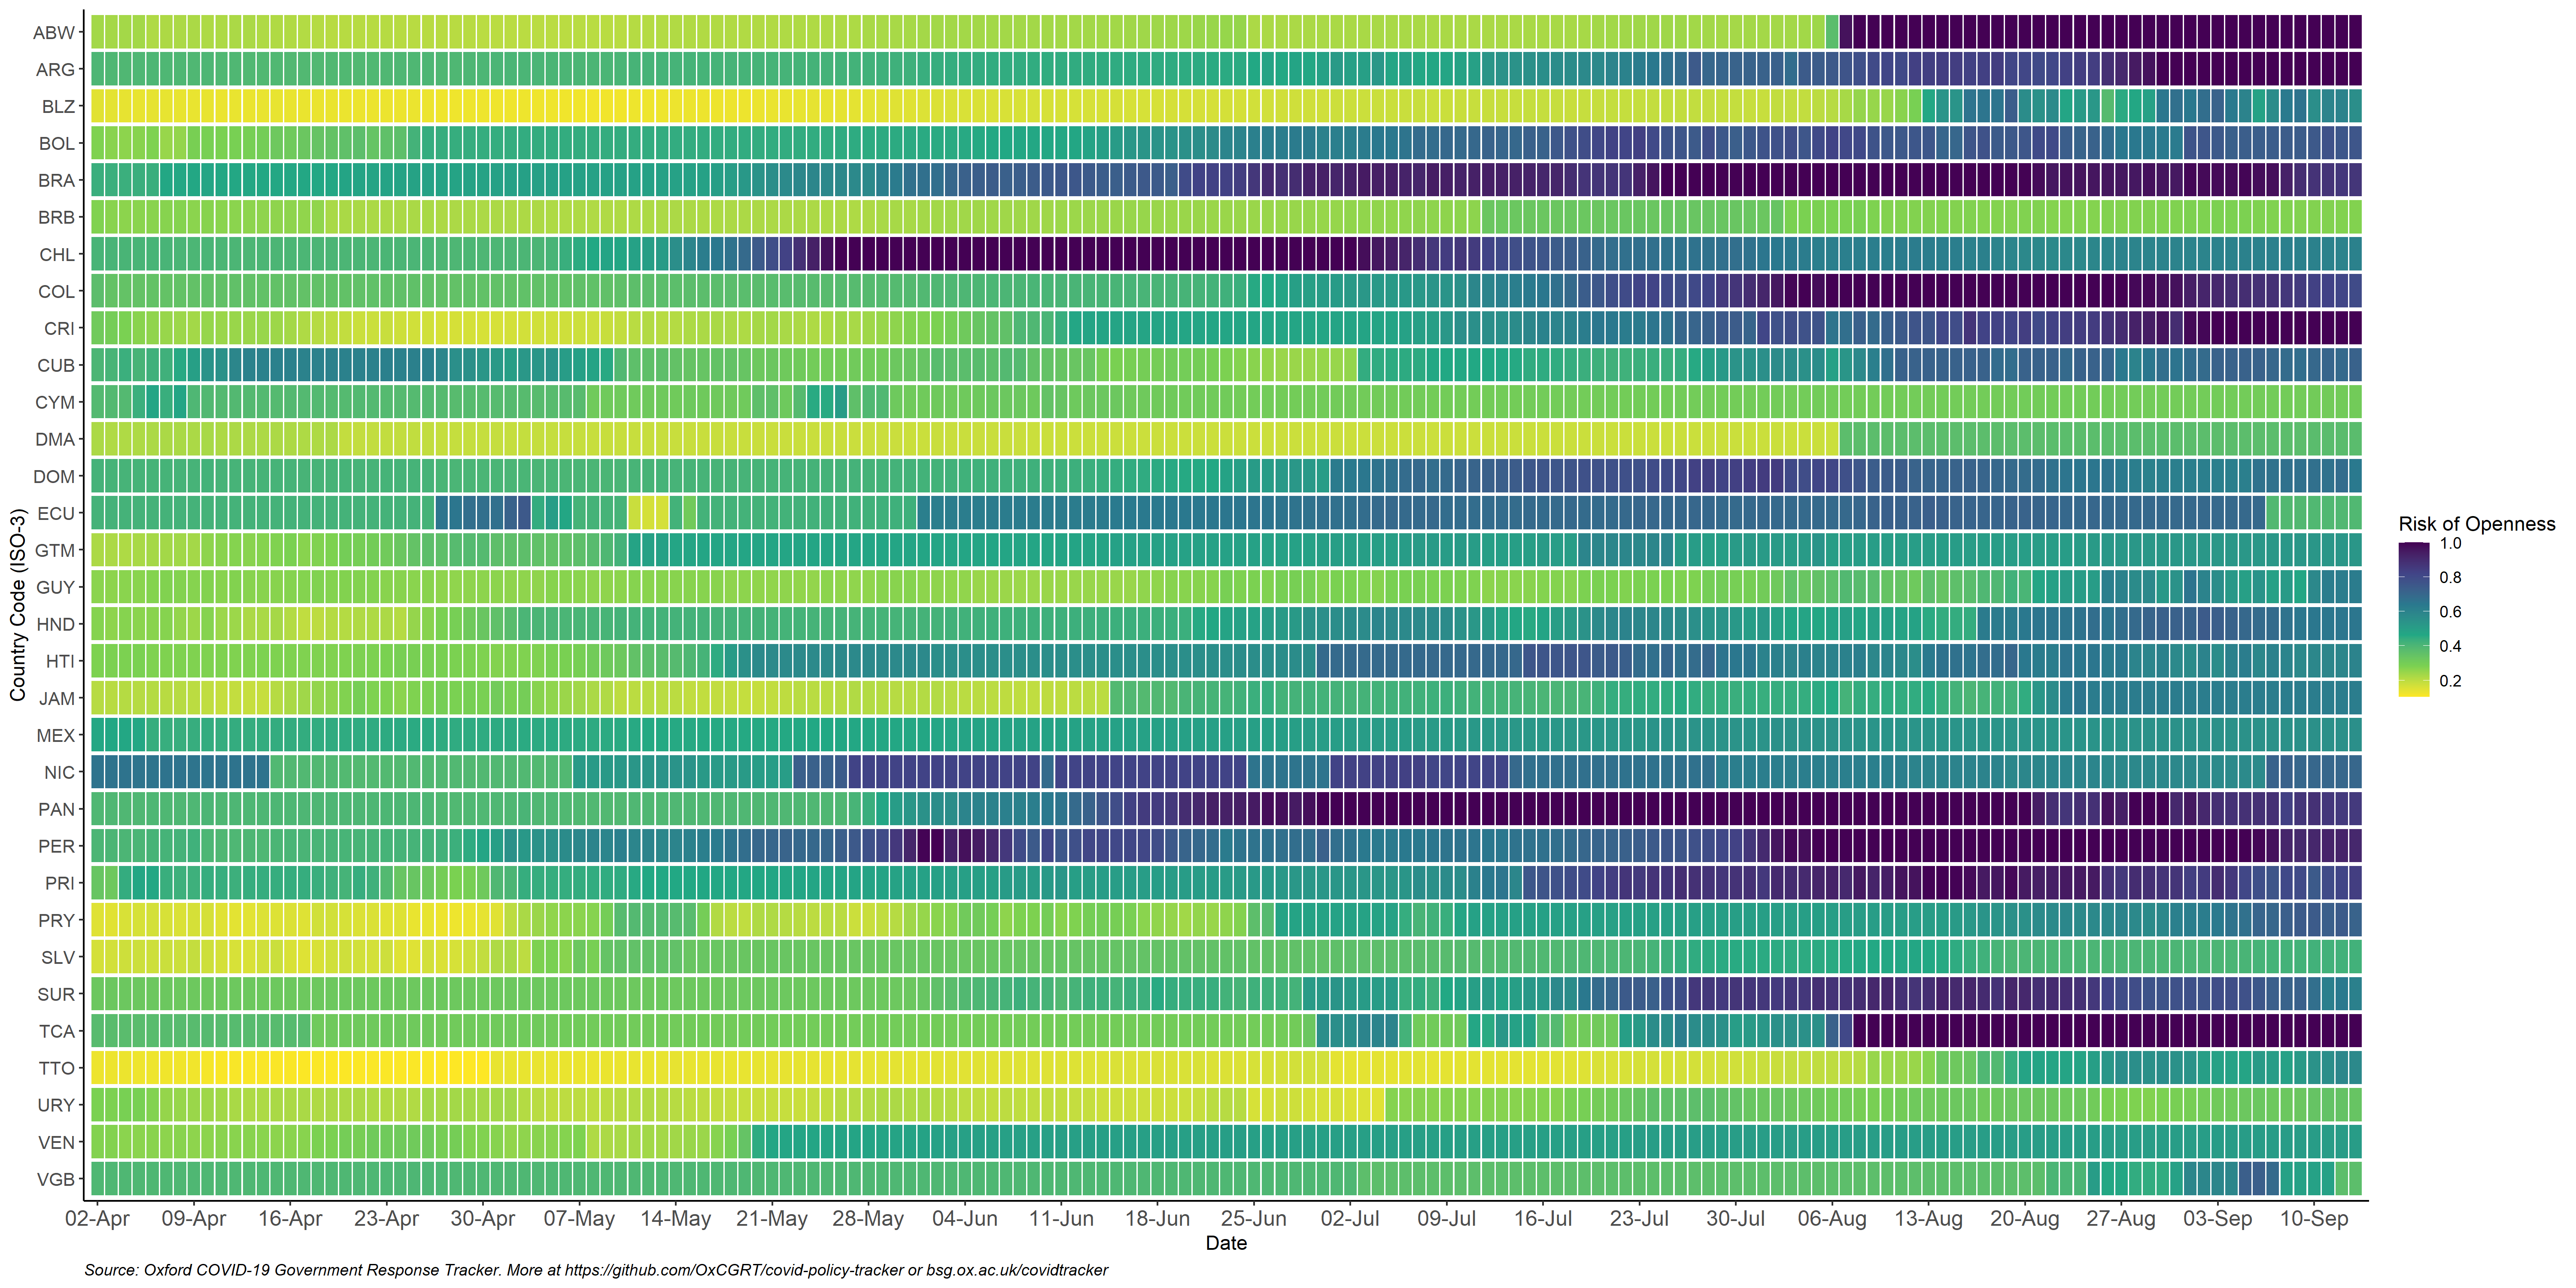 ABW
ARG
BLZ
BOL
BRA
BRB
CHL
COL
CRI
CUB
CYM
DMA
DOM
ECU
GTM
GUY
HND
HTI
JAM
MEX
NIC
PAN
PER
PRI
PRY
SLV
SUR
TCA
TTO
URY
VEN
VGB
Country Code (ISO-3)
02-Apr 09-Apr 16-Apr 23-Apr 30-Apr 07-May 14-May 21-May 28-May 04-Jun 11-Jun 18-Jun 25-Jun 02-Jul 09-Jul 16-Jul 23-Jul 30-Jul 06-Aug 13-Aug 20-Aug 27-Aug 03-Sep 10-Sep
Date
Risk of Openness
1.0
0.8
0.6
0.4
0.2
Source: Oxford COVID-19 Government Response Tracker. More at https://github.com/OxCGRT/covid-policy-tracker or bsg.ox.ac.uk/covidtracker